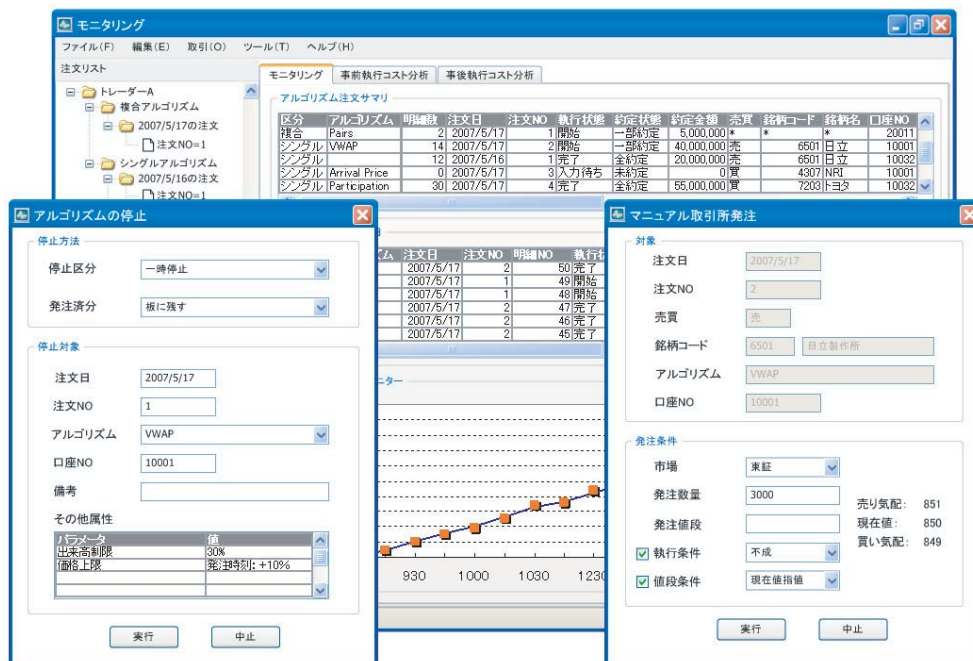 モニタリング
ファイル(F) 編集(E) 取引(O) ツール(T) ヘルプ(H)
注文リスト
トレーダーA
複合アルゴリズム
2007/5/17の注文
注文NO=1
シングルアルゴリズム
2007/5/16の注文
注文NO=1
モニタリング 事前執行コスト分析 事後執行コスト分析
アルゴリズム注文サマリ
区分 アルゴリズム 明細数 注文日 注文NO 執行状態 約定状態 約定金額 売買 銘柄コード 銘柄名 口座NO
複合 Pairs 2 2007/5/17 1 開始 一部約定 5,000,000 * * * 20011
シングル VWAP 14 2007/5/17 2 開始 一部約定 40,000,000 売 6501 日立 10001
シングル 12 2007/5/16 1 完了 全約定 20,000,000 売 6501 日立 10032
シングル Arrival Price 0 2007/5/17 3 入力待ち 未約定 0 買 4307 NRI 10001
シングル Participation 30 2007/5/17 4 完了 全約定 55,000,000 買 7203 トヨタ 10032
ズム 注文日 注文NO 明細NO 執行状
2007/5/17 2 50 完了
2007/5/17 1 49 開始
2007/5/17 1 48 開始
2007/5/17 2 47 完了
2007/5/17 2 46 完了
2007/5/17 2 45 完了
ニター
930 1000 1030 1230
アルゴリズムの停止
停止方法
停止区分 一時停止
発注済分 板に残す
停止対象
注文日 2007/5/17
注文NO 1
アルゴリズム VWAP
口座NO 10001
備考
その他属性
パラメータ 値
出来高制限 30%
価格上限 発注時刻: +10%
実行 中止
マニュアル取引所発注
対象
注文日 2007/5/17
注文NO 2
売買 売
銘柄コード 6501 日立製作所
アルゴリズム VWAP
口座NO 10001
発注条件
市場 東証
発注数量 3000
発注値段
執行条件 不成
値段条件 現在値指値
売り気配: 851
現在値: 850
買い気配: 849
実行 中止